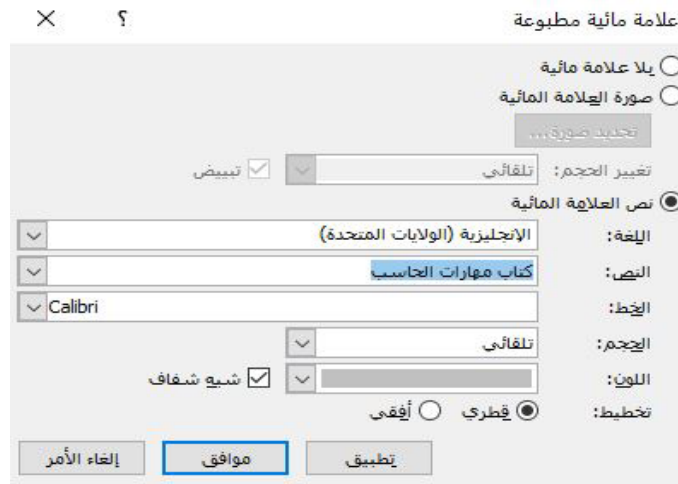 علامة مائية مطبوعة ؟
بلا علامة مائية
صورة العلامة المائية
تحديد صورة...
تغيير الحجم: تلقائي تبييض
نص العلامة المائية
اللغة: الإنجليزية (الولايات المتحدة)
النص: كتاب مهارات الحاسب
الخط: Calibri
الحجم: تلقائي
اللون: شبه شفاف
تخطيط: قطري أفقي
تطبيق موافق إلغاء الأمر